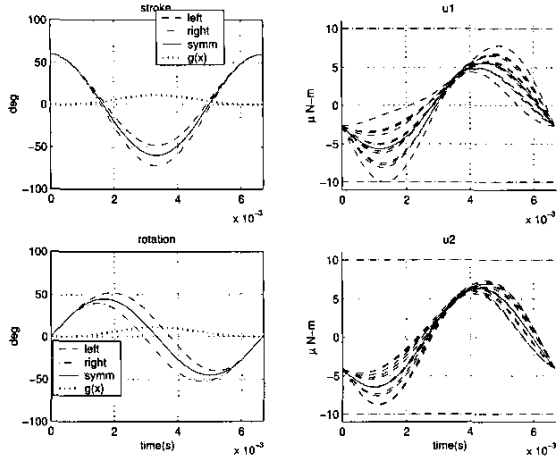 stroke
left
right
symm
g(x)
100
50
0
−50
−100
deg
0
2
4
6
x 10⁻³
u1
10
5
0
−5
−10
μ N−m
0
2
4
6
x 10⁻³
rotation
100
50
0
−50
−100
deg
left
right
symm
g(x)
0
2
4
6
time(s)
x 10⁻³
u2
10
5
0
−5
−10
μ N−m
0
2
4
6
time(s)
x 10⁻³